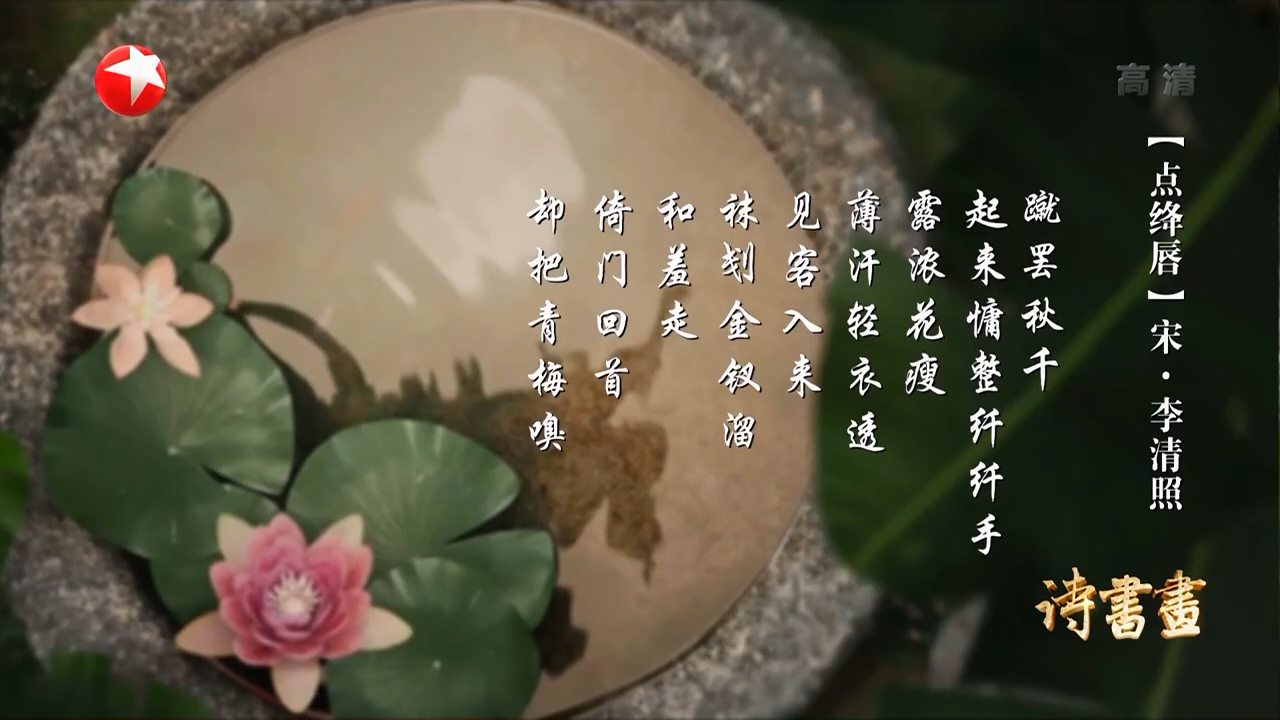 高清
【点绛唇】宋·李清照
蹴罢秋千
起来慵整纤纤手
露浓花瘦
薄汗轻衣透
见客入来
袜刬金钗溜
和羞走
倚门回首
却把青梅嗅
诗書畫